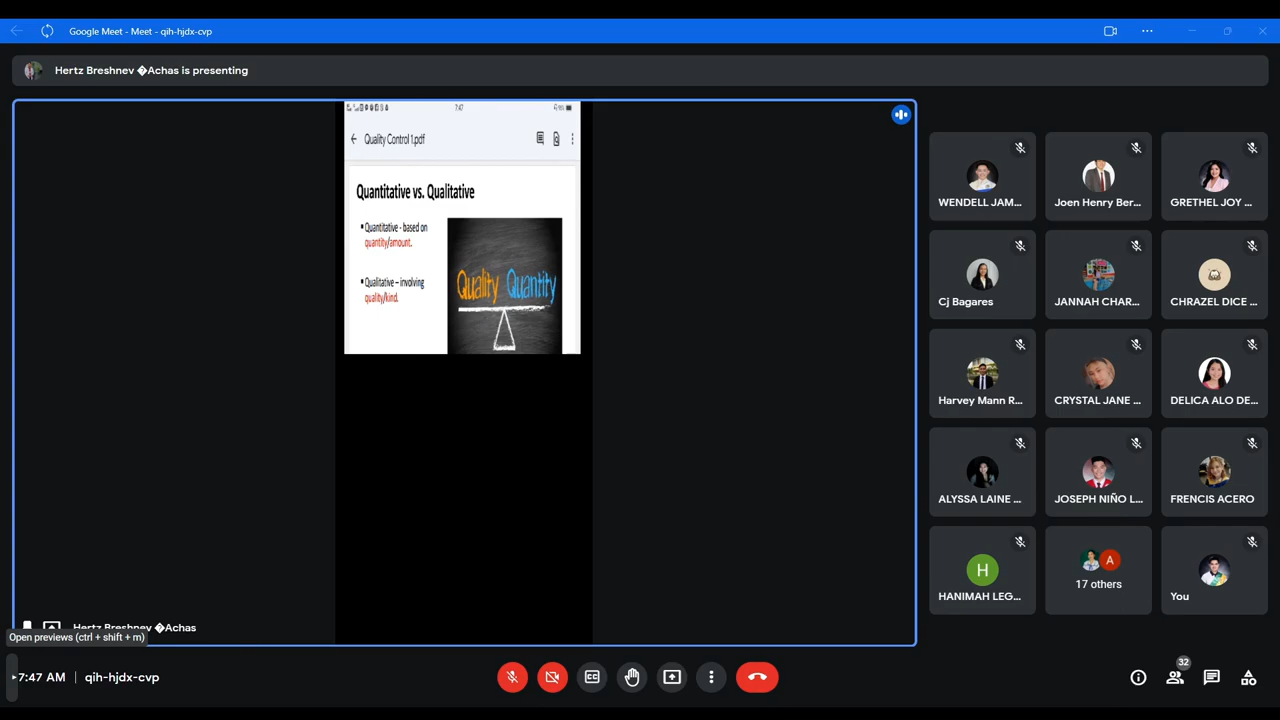 Google Meet - Meet - qih-hjdx-cvp
Hertz Breshnev �Achas is presenting
7:47
Quality Control 1.pdf
Quantitative vs. Qualitative
▪ Quantitative - based on
quantity/amount.
▪ Qualitative – involving
quality/kind.
Quality Quantity
WENDELL JAM...
Joen Henry Ber...
GRETHEL JOY ...
Cj Bagares
JANNAH CHAR...
CHRAZEL DICE ...
Harvey Mann R...
CRYSTAL JANE ...
DELICA ALO DE...
ALYSSA LAINE ...
JOSEPH NIÑO L...
FRENCIS ACERO
H
HANIMAH LEG...
A
17 others
You
Hertz Breshnev �Achas
Open previews (ctrl + shift + m)
7:47 AM | qih-hjdx-cvp
32